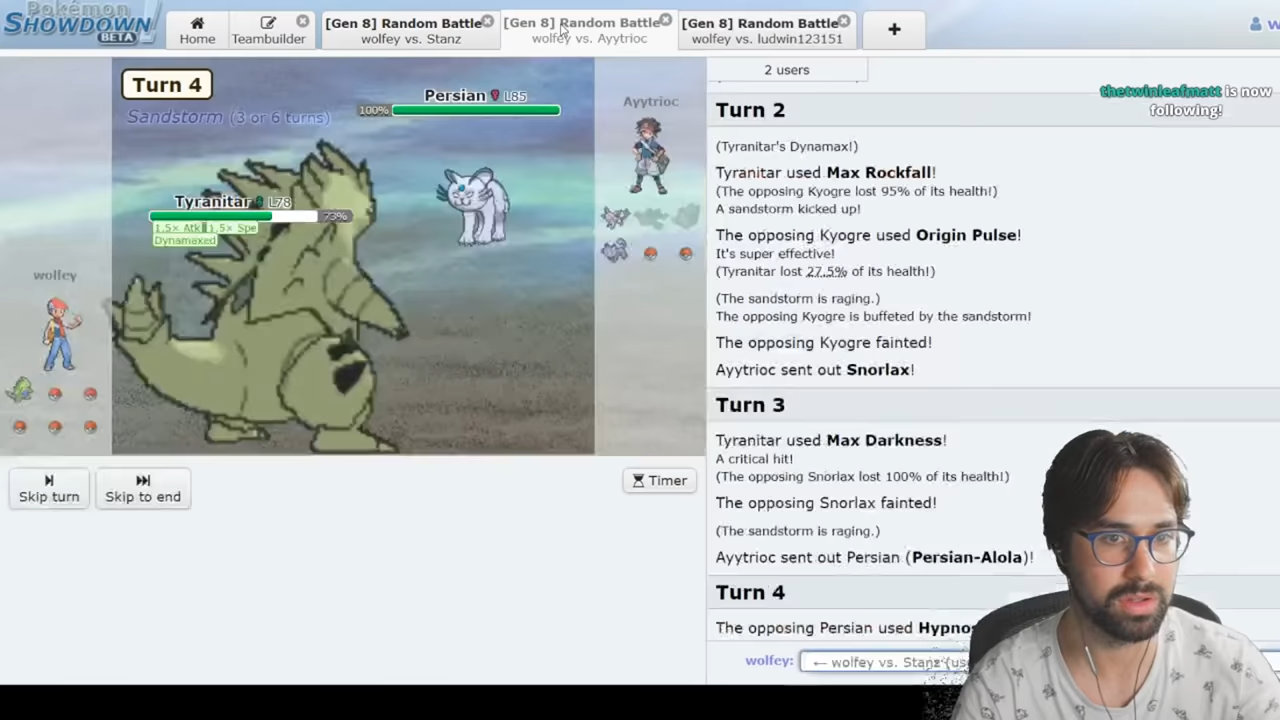 Pokémon
SHOWDOWN
BETA
Home
Teambuilder
[Gen 8] Random Battle
wolfey vs. Stanz
[Gen 8] Random Battle
wolfey vs. Ayytrioc
[Gen 8] Random Battle
wolfey vs. ludwin123151
+
w
Turn 4
Sandstorm (3 or 6 turns)
Persian L85
100%
Tyranitar L78
73%
1.5× Atk 1.5× Spe
Dynamaxed
Ayytrioc
wolfey
Skip turn
Skip to end
Timer
2 users
thetwinleafmatt is now
following!
Turn 2
(Tyranitar's Dynamax!)
Tyranitar used Max Rockfall!
(The opposing Kyogre lost 95% of its health!)
A sandstorm kicked up!
The opposing Kyogre used Origin Pulse!
It's super effective!
(Tyranitar lost 27.5% of its health!)
(The sandstorm is raging.)
The opposing Kyogre is buffeted by the sandstorm!
The opposing Kyogre fainted!
Ayytrioc sent out Snorlax!
Turn 3
Tyranitar used Max Darkness!
A critical hit!
(The opposing Snorlax lost 100% of its health!)
The opposing Snorlax fainted!
(The sandstorm is raging.)
Ayytrioc sent out Persian (Persian-Alola)!
Turn 4
The opposing Persian used Hypnos
wolfey:
← wolfey vs. Stanz (us